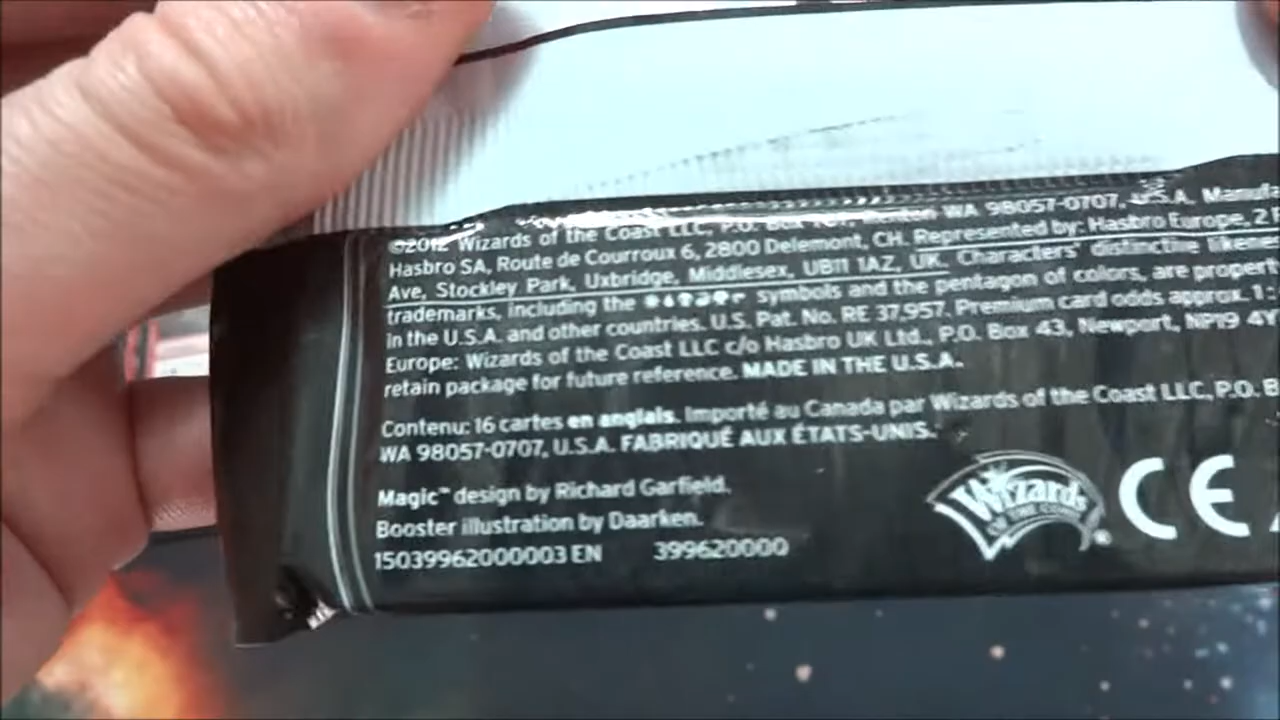 ©2012 Wizards of the Coast LLC, P.O. Box 707, Renton WA 98057-0707, U.S.A. Manufa
Hasbro SA, Route de Courroux 6, 2800 Delemont, CH. Represented by: Hasbro Europe, 2
Ave, Stockley Park, Uxbridge, Middlesex, UB11 1AZ, UK. Characters' distinctive likene
trademarks, including the symbols and the pentagon of colors, are propert
in the U.S.A. and other countries. U.S. Pat. No. RE 37,957. Premium card odds approx. 1:
Europe: Wizards of the Coast LLC c/o Hasbro UK Ltd., P.O. Box 43, Newport, NP19 4Y
retain package for future reference. MADE IN THE U.S.A.
Contenu: 16 cartes en anglais. Importé au Canada par Wizards of the Coast LLC, P.O. B
WA 98057-0707, U.S.A. FABRIQUÉ AUX ÉTATS-UNIS.
Magic™ design by Richard Garfield.
Booster illustration by Daarken.
15039962000003 EN 399620000
Wizards OF THE COAST
CE